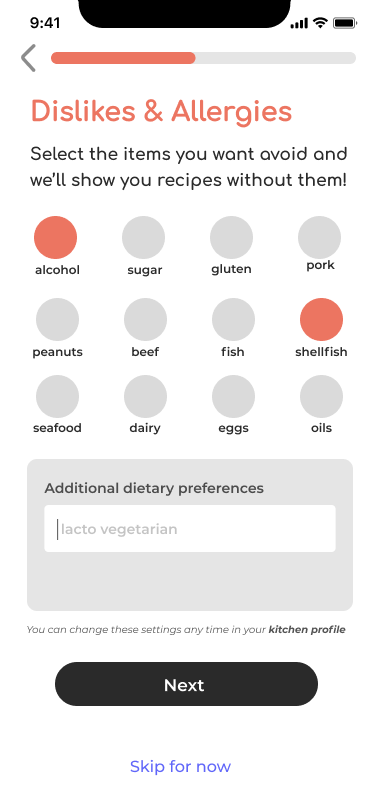 9:41
Dislikes & Allergies
Select the items you want avoid and
we'll show you recipes without them!
alcohol sugar gluten pork
peanuts beef fish shellfish
seafood dairy eggs oils
Additional dietary preferences
lacto vegetarian
You can change these settings any time in your kitchen profile
Next
Skip for now